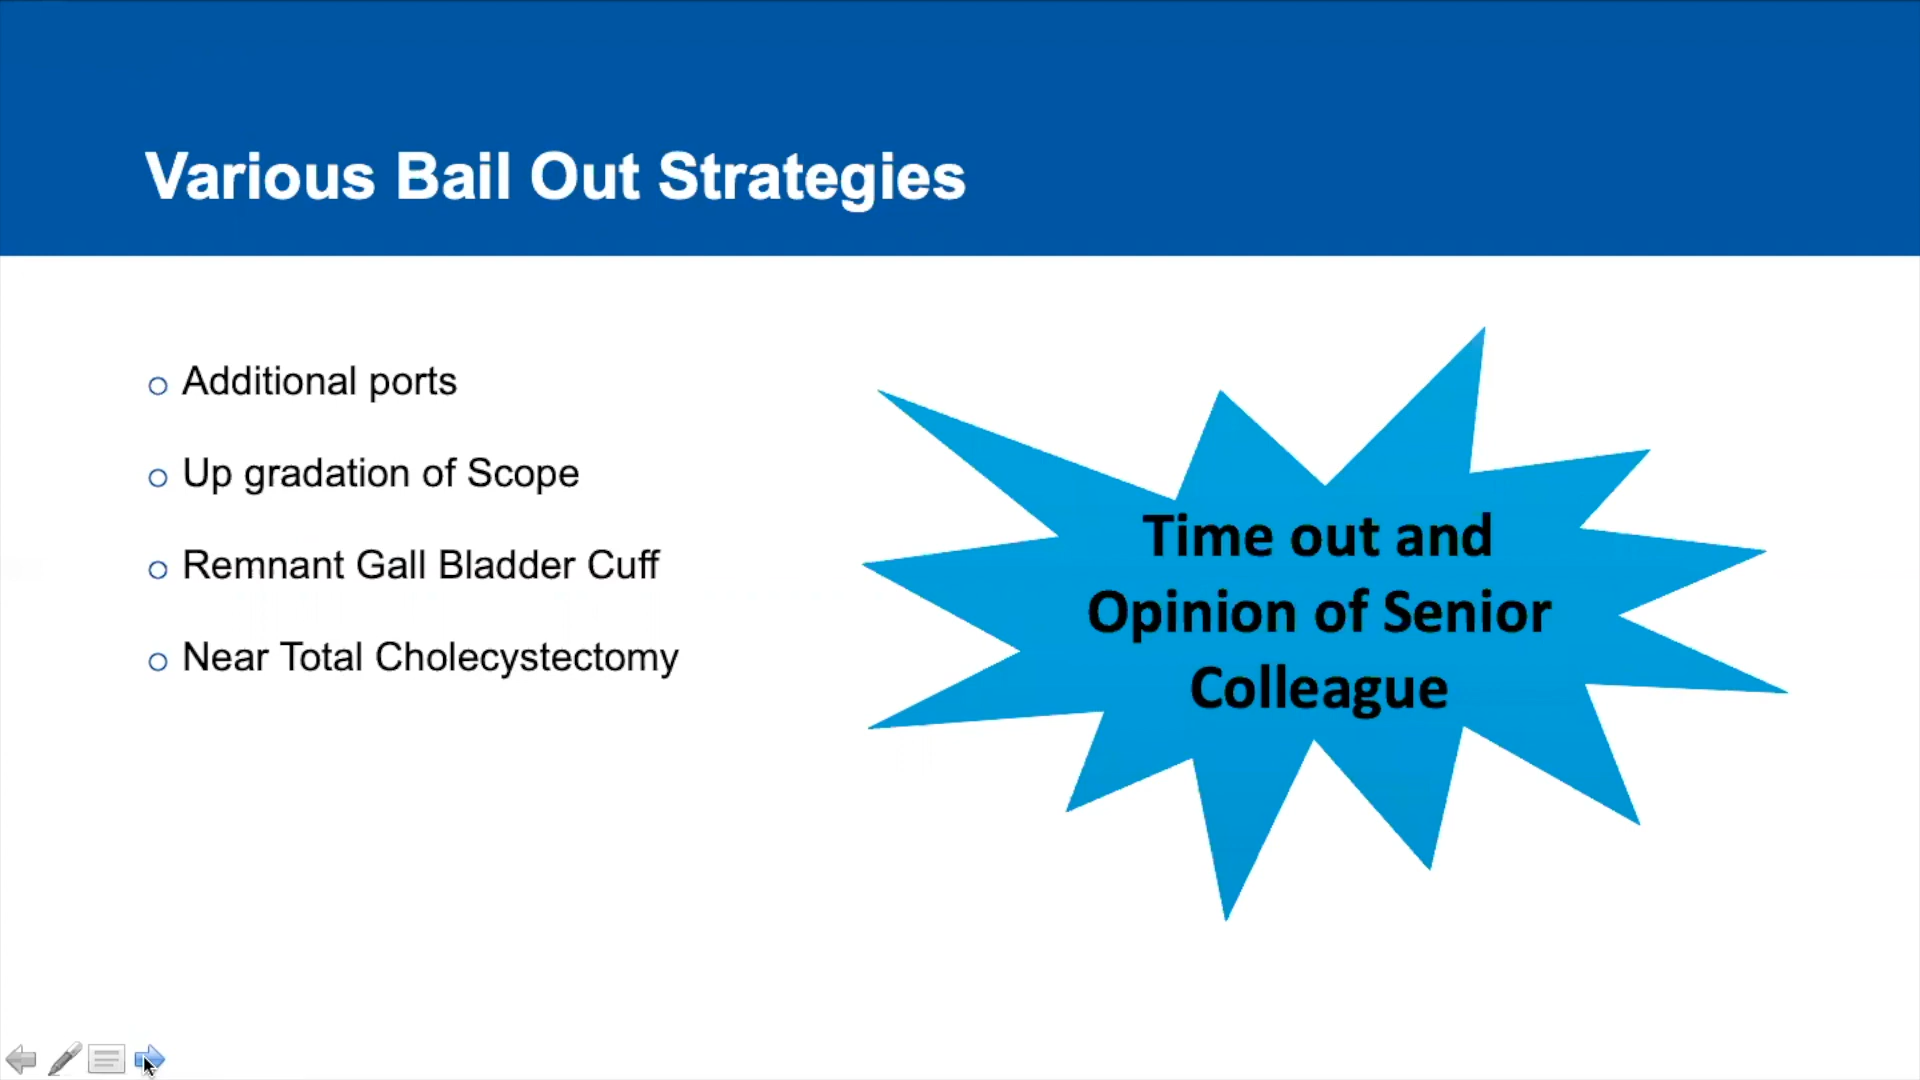 Various Bail Out Strategies
Additional ports
Up gradation of Scope
Remnant Gall Bladder Cuff
Near Total Cholecystectomy
Time out and
Opinion of Senior
Colleague